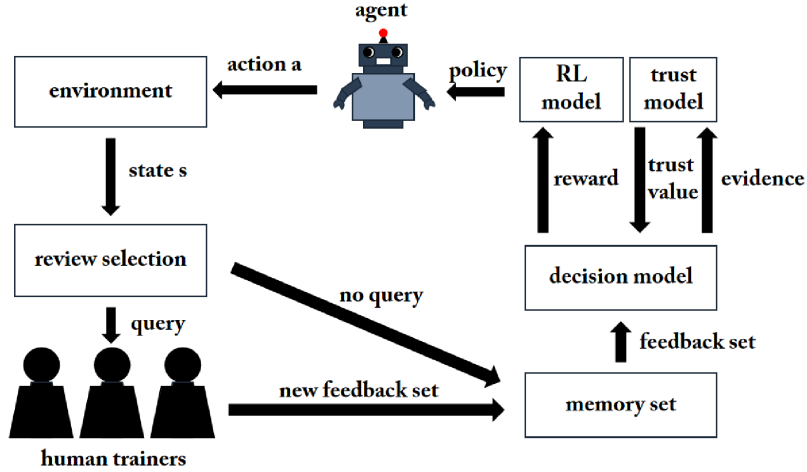 agent
action a
policy
environment
RL
model
trust
model
state s
reward
trust
value
evidence
review selection
decision model
no query
query
feedback set
new feedback set
memory set
human trainers